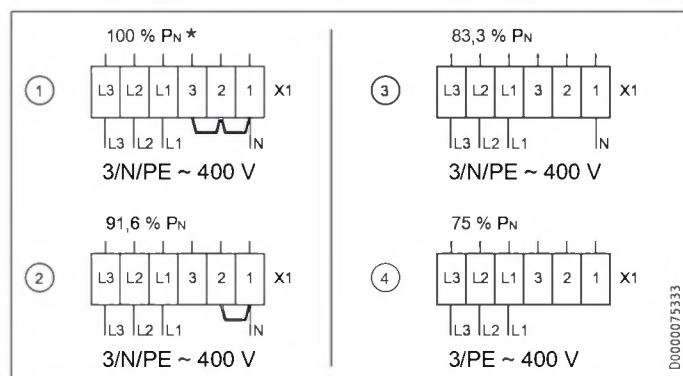 100 % PN *
1
L3 L2 L1 3 2 1 X1
L3 L2 L1 N
3/N/PE ~ 400 V
91,6 % PN
2
L3 L2 L1 3 2 1 X1
L3 L2 L1 N
3/N/PE ~ 400 V
83,3 % PN
3
L3 L2 L1 3 2 1 X1
L3 L2 L1 N
3/N/PE ~ 400 V
75 % PN
4
L3 L2 L1 3 2 1 X1
L3 L2 L1
3/PE ~ 400 V
D0000075333